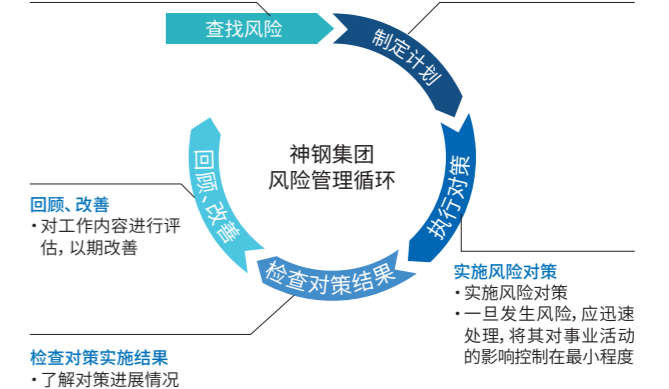 查找风险
制定计划
神钢集团
风险管理循环
执行对策
检查对策结果
回顾、改善
回顾、改善
・对工作内容进行评
估，以期改善
实施风险对策
・实施风险对策
・一旦发生风险，应迅速
处理，将其对事业活动
的影响控制在最小程度
检查对策实施结果
・了解对策进展情况